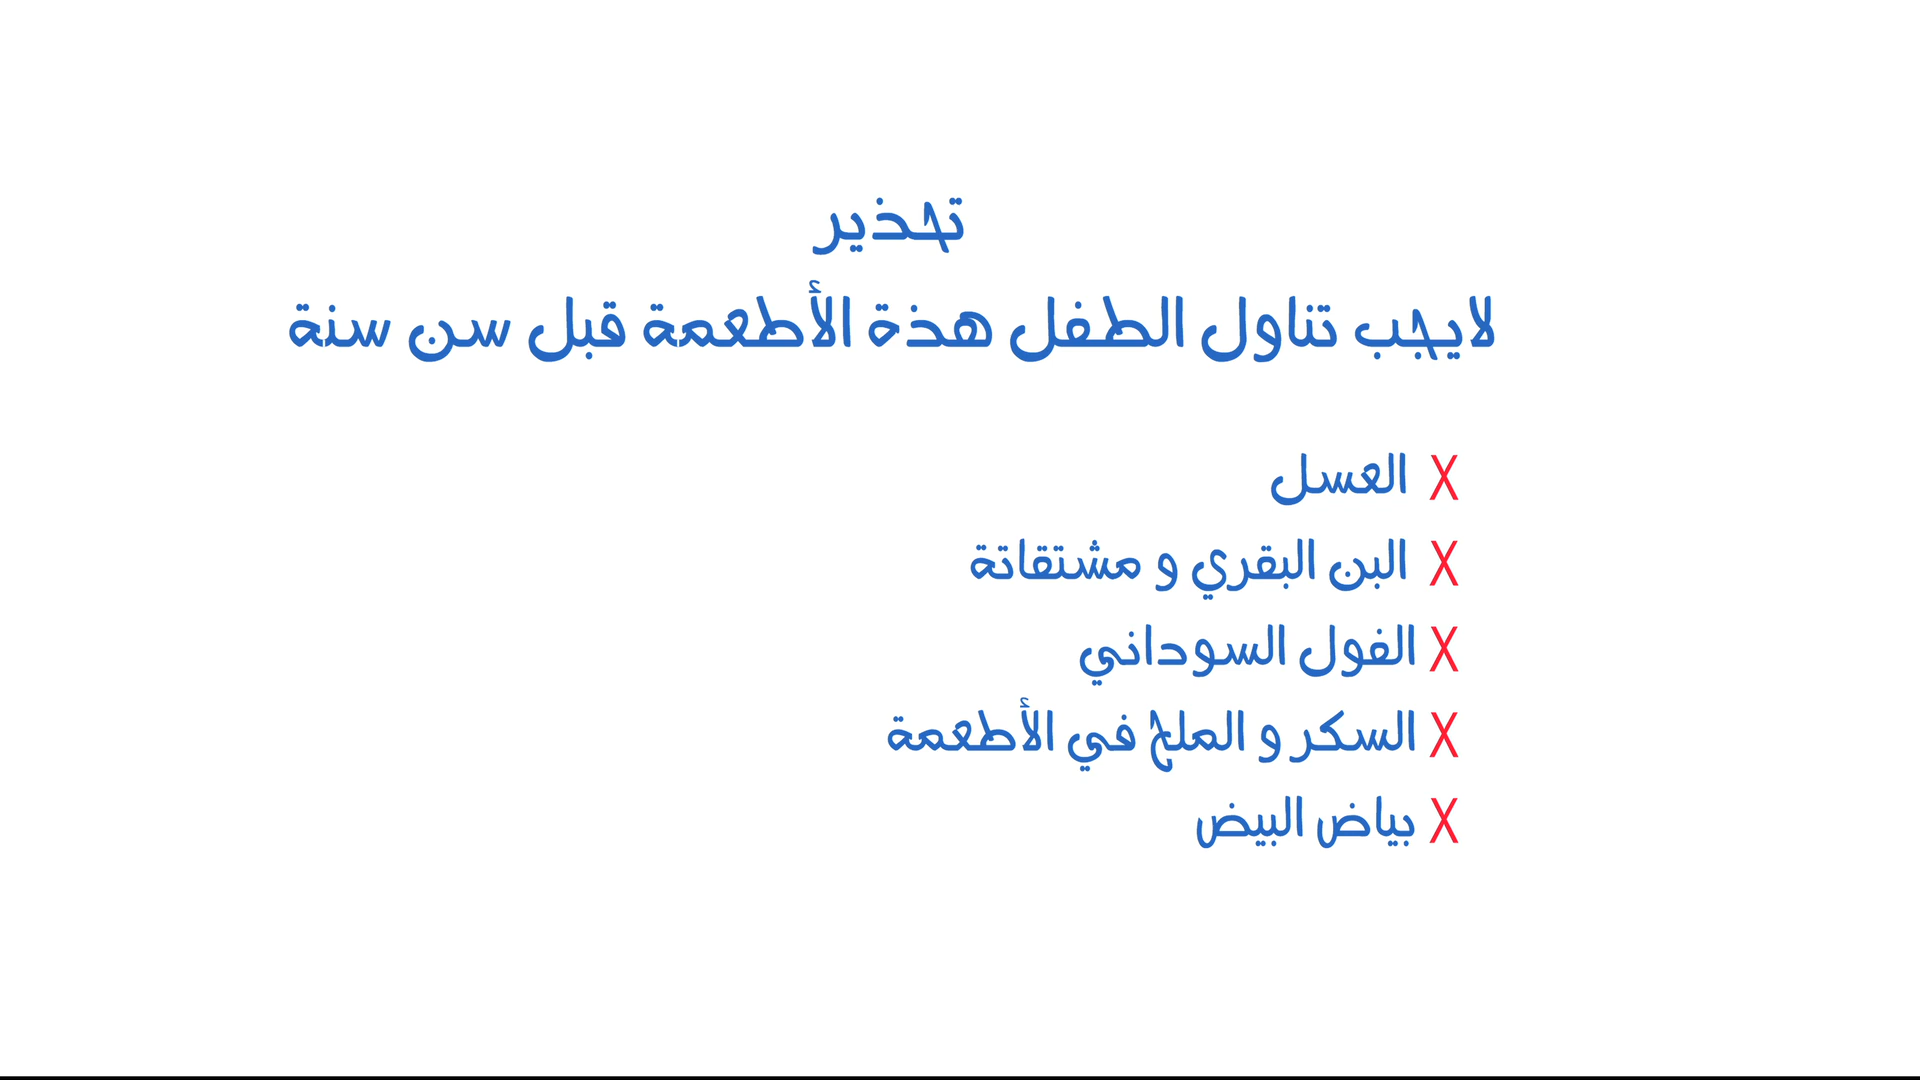 تحذير
لايجب تناول الطفل هذة الأطعمة قبل سن سنة
X العسل
X البن البقري و مشتقاتة
X الفول السوداني
X السكر و الملح في الأطعمة
X بياض البيض